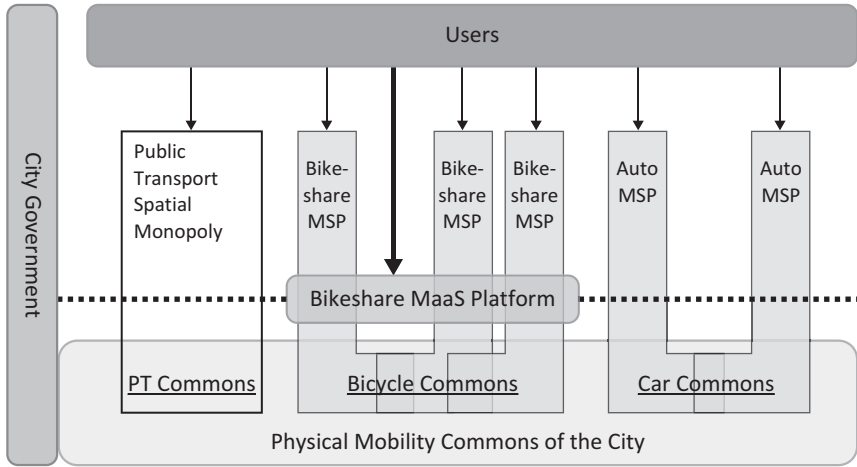 Users
City Government
Public
Transport
Spatial
Monopoly
Bike-
share
MSP
Bike-
share
MSP
Bike-
share
MSP
Auto
MSP
Auto
MSP
Bikeshare MaaS Platform
PT Commons
Bicycle Commons
Car Commons
Physical Mobility Commons of the City